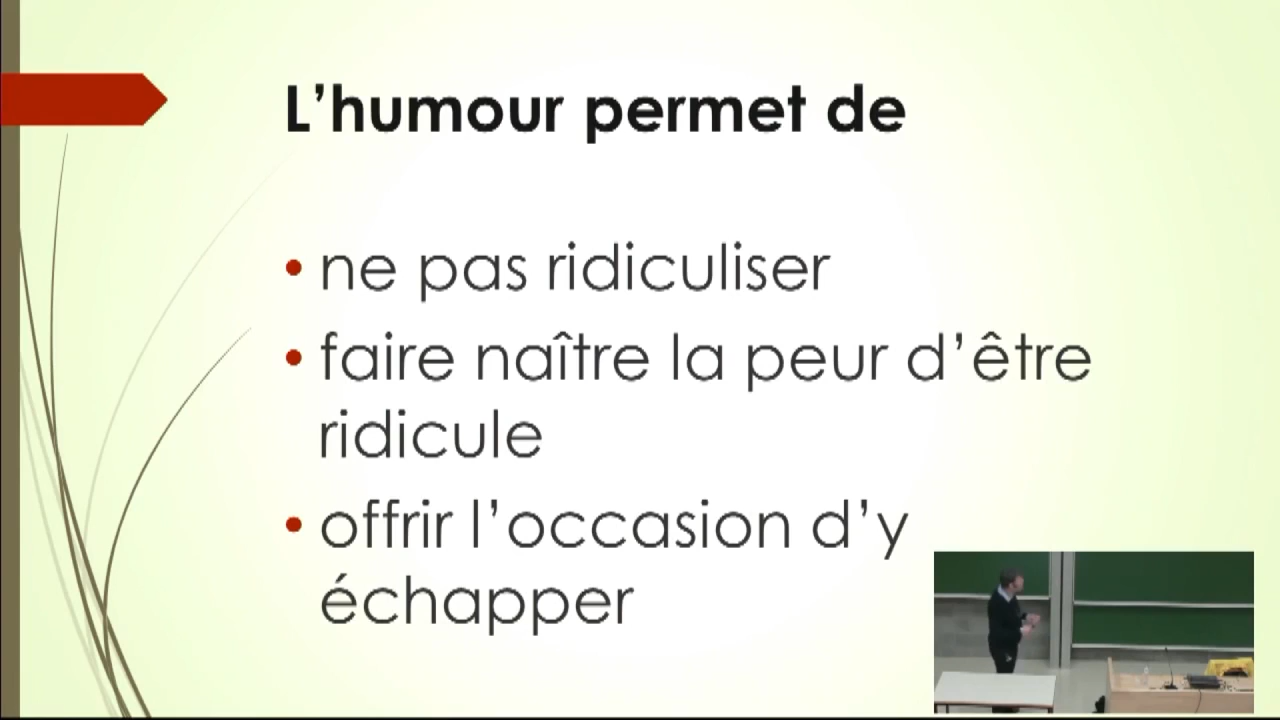 L’humour permet de
• ne pas ridiculiser
• faire naître la peur d’être
ridicule
• offrir l’occasion d’y
échapper